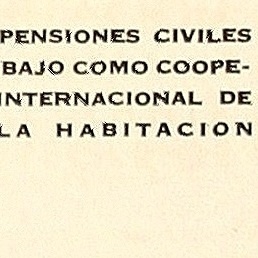 PENSIONES CIVILES
BAJO COMO COOPE-
INTERNACIONAL DE
LA HABITACION